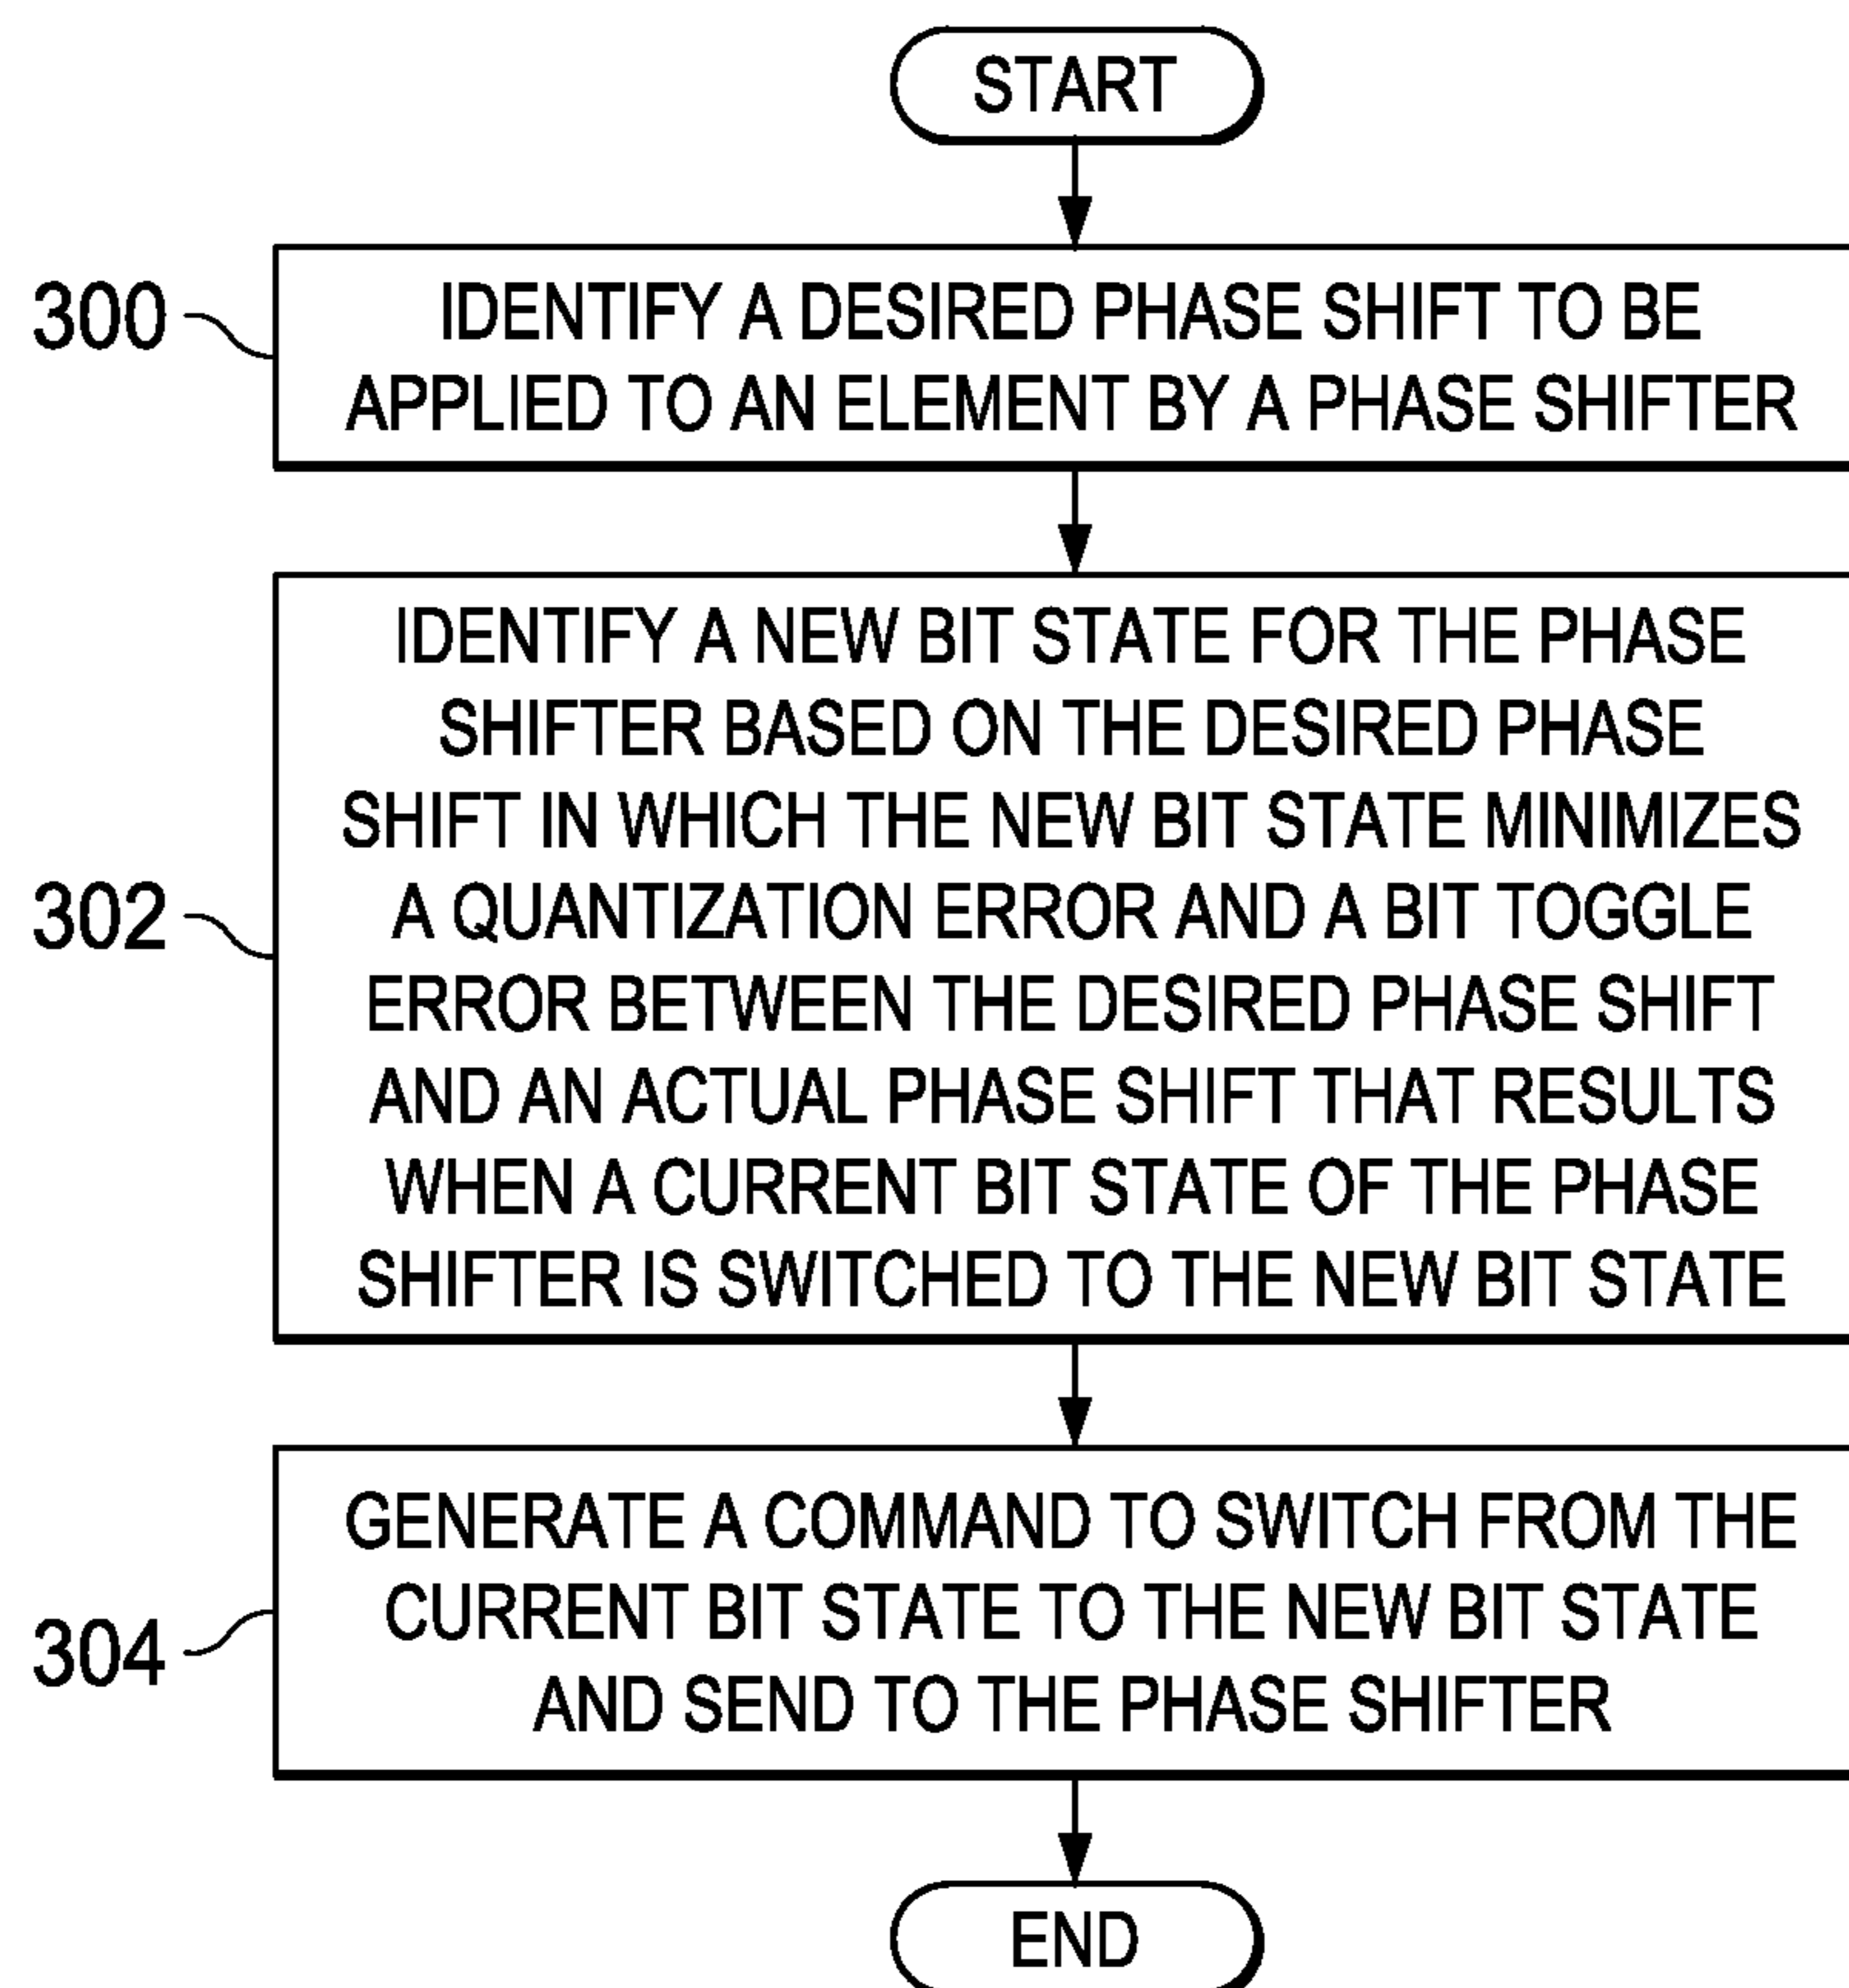 START
300
IDENTIFY A DESIRED PHASE SHIFT TO BE
APPLIED TO AN ELEMENT BY A PHASE SHIFTER
302
IDENTIFY A NEW BIT STATE FOR THE PHASE
SHIFTER BASED ON THE DESIRED PHASE
SHIFT IN WHICH THE NEW BIT STATE MINIMIZES
A QUANTIZATION ERROR AND A BIT TOGGLE
ERROR BETWEEN THE DESIRED PHASE SHIFT
AND AN ACTUAL PHASE SHIFT THAT RESULTS
WHEN A CURRENT BIT STATE OF THE PHASE
SHIFTER IS SWITCHED TO THE NEW BIT STATE
304
GENERATE A COMMAND TO SWITCH FROM THE
CURRENT BIT STATE TO THE NEW BIT STATE
AND SEND TO THE PHASE SHIFTER
END